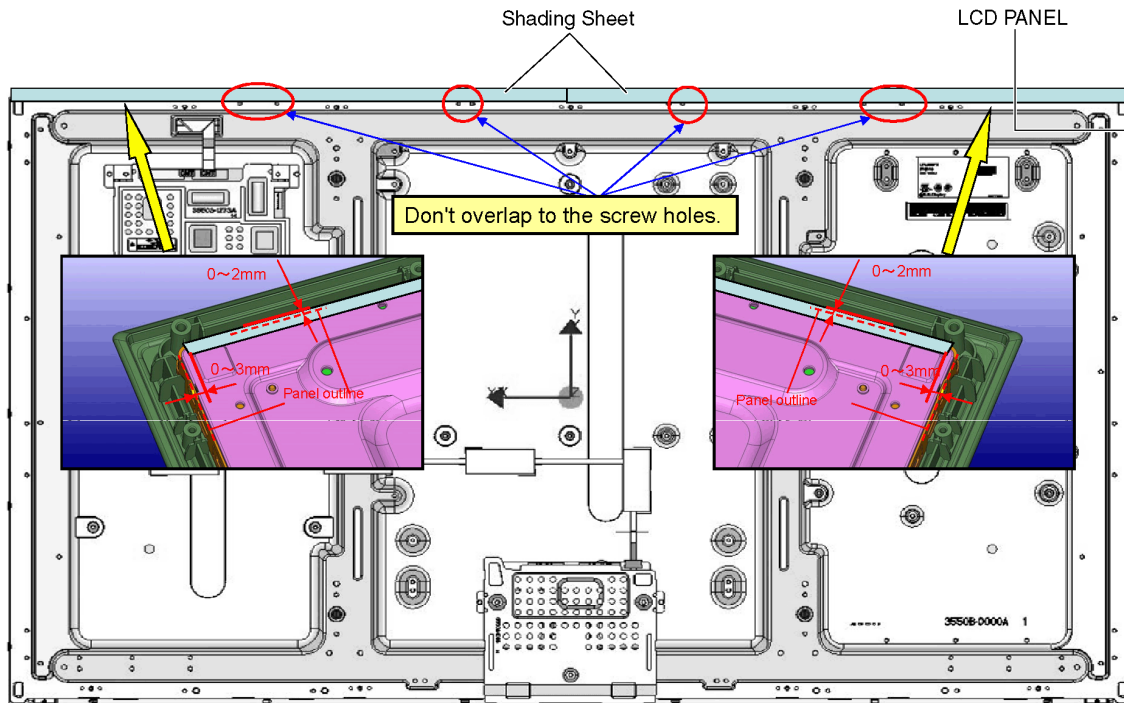 Shading Sheet
LCD PANEL
Don't overlap to the screw holes.
0～2mm
0～3mm
Panel outline
0～2mm
0～3mm
Panel outline
Y
3550B-D000A 1